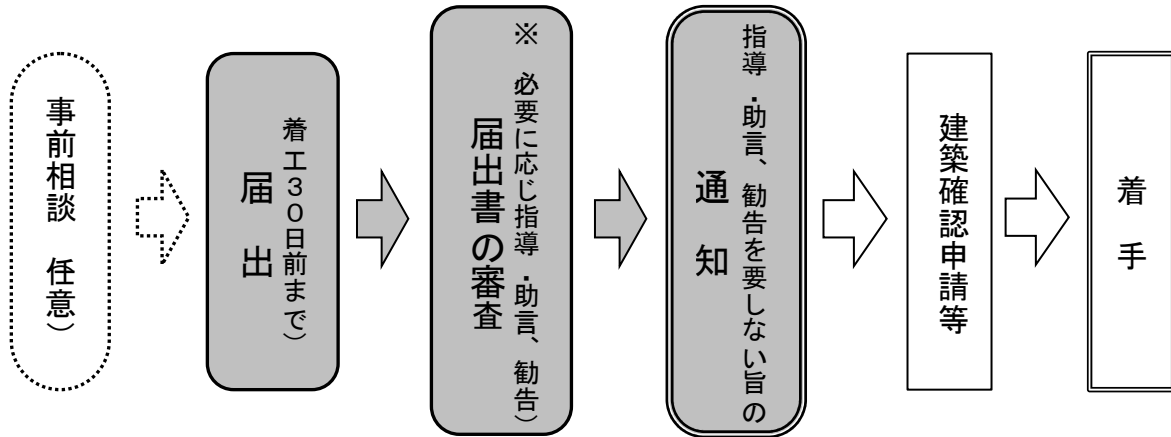 事前相談　任意）
着工３０日前まで）
届　出
※　必要に応じ指導・助言、勧告）
届出書の審査
指導・助言、勧告を要しない旨の
通　知
建築確認申請等
着　手